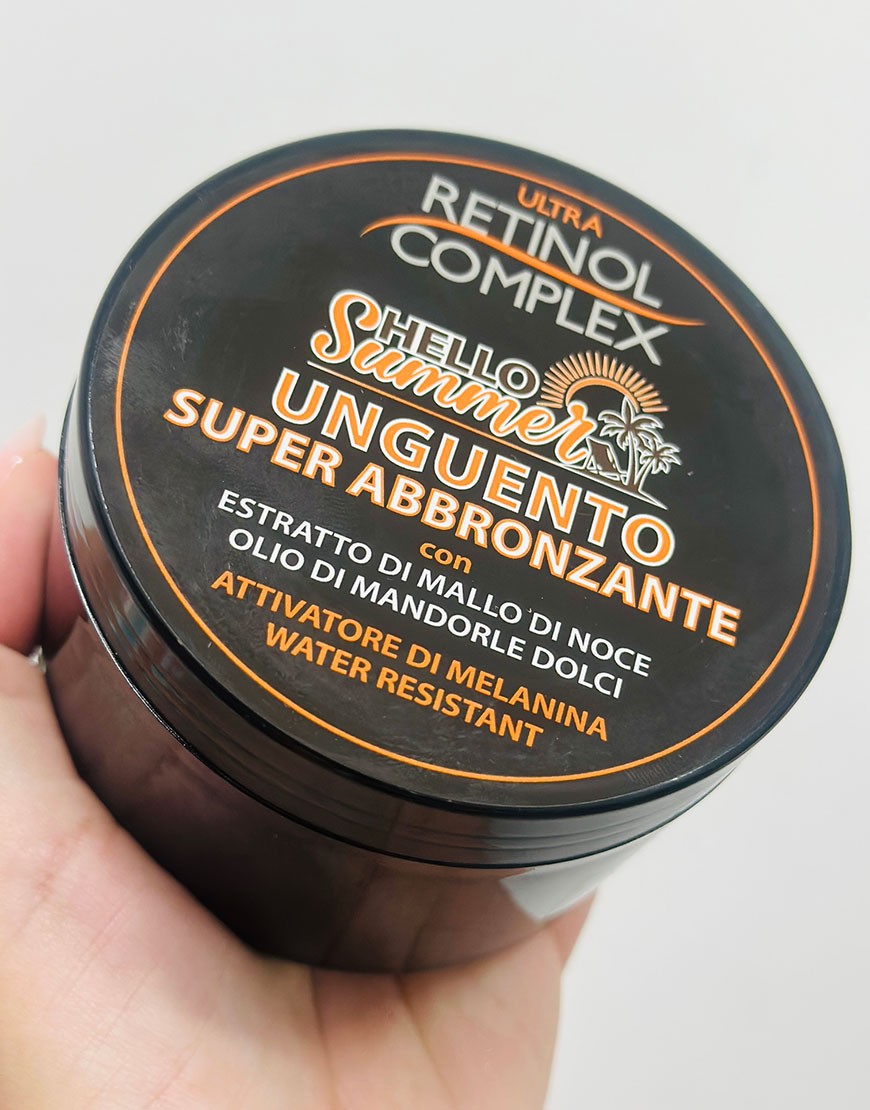 ULTRA
RETINOL
COMPLEX
HELLO
Summer
UNGUENTO
SUPER ABBRONZANTE
con
ESTRATTO DI MALLO DI NOCE
OLIO DI MANDORLE DOLCI
ATTIVATORE DI MELANINA
WATER RESISTANT